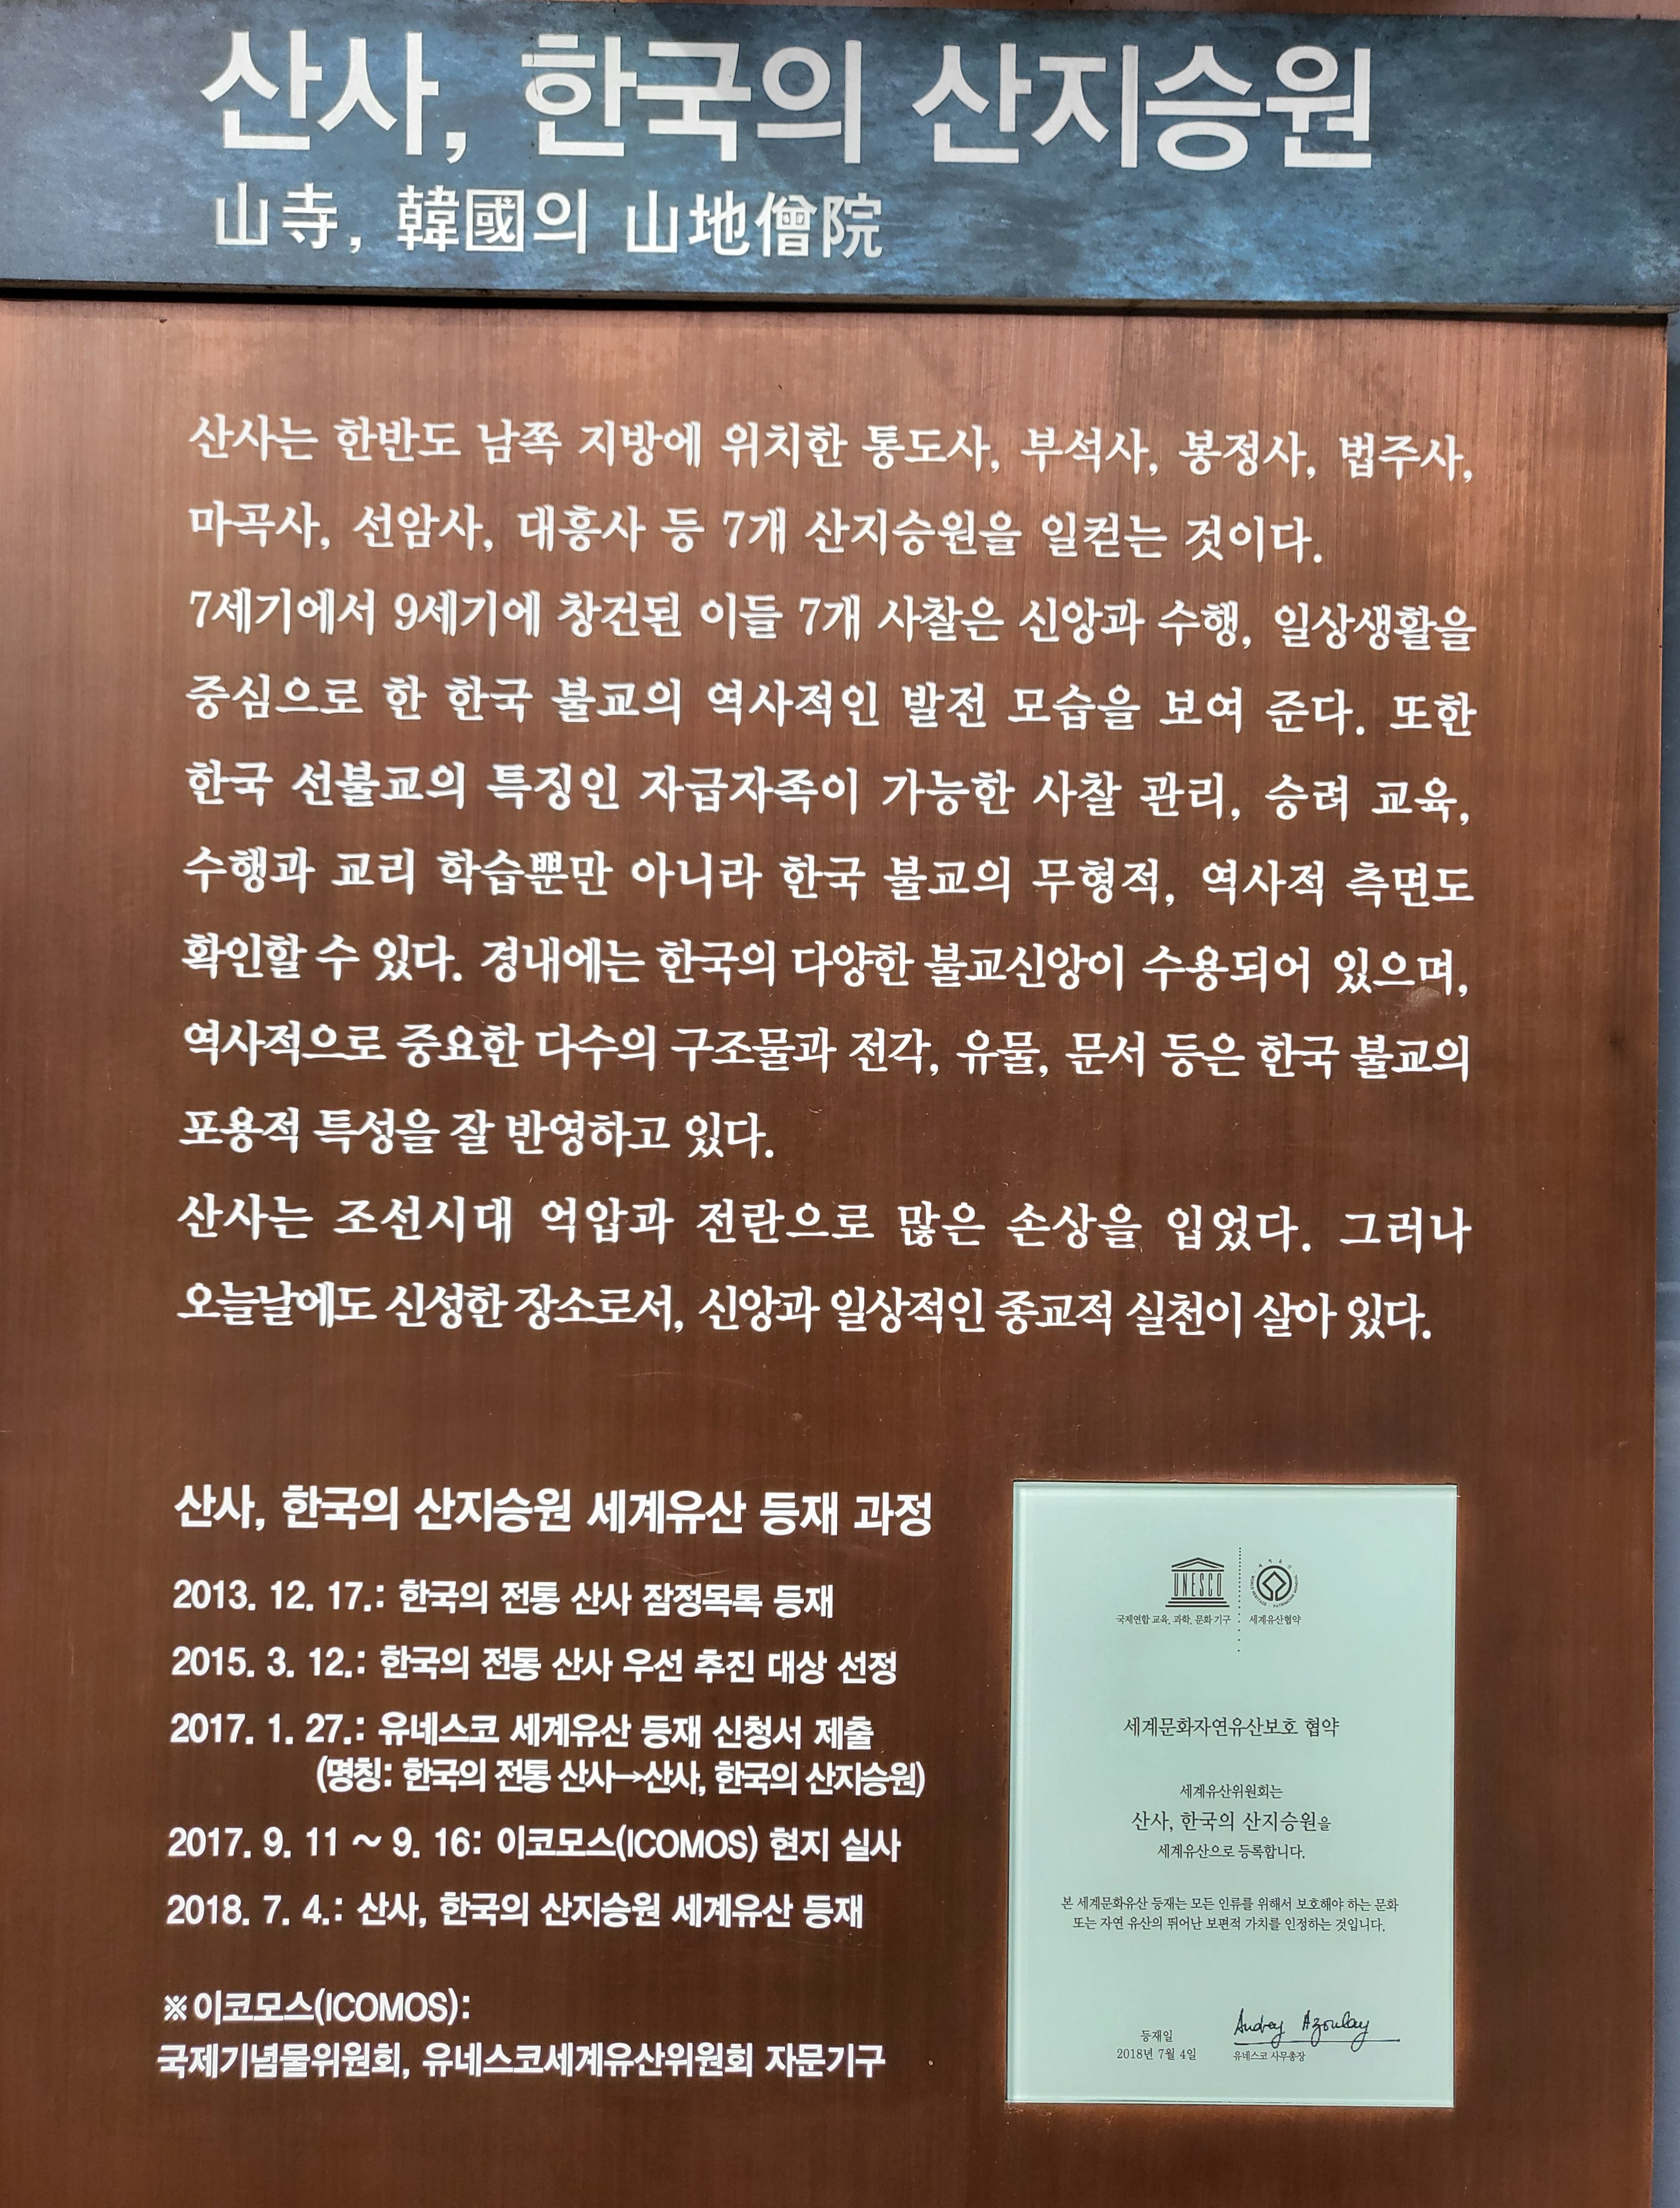 산사, 한국의 산지승원
山寺, 韓國의 山地僧院
산사는 한반도 남쪽 지방에 위치한 통도사, 부석사, 봉정사, 법주사,
마곡사, 선암사, 대흥사 등 7개 산지승원을 일컫는 것이다.
7세기에서 9세기에 창건된 이들 7개 사찰은 신앙과 수행, 일상생활을
중심으로 한 한국 불교의 역사적인 발전 모습을 보여 준다. 또한
한국 선불교의 특징인 자급자족이 가능한 사찰 관리, 승려 교육,
수행과 교리 학습뿐만 아니라 한국 불교의 무형적, 역사적 측면도
확인할 수 있다. 경내에는 한국의 다양한 불교신앙이 수용되어 있으며,
역사적으로 중요한 다수의 구조물과 전각, 유물, 문서 등은 한국 불교의
포용적 특성을 잘 반영하고 있다.
산사는 조선시대 억압과 전란으로 많은 손상을 입었다. 그러나
오늘날에도 신성한 장소로서, 신앙과 일상적인 종교적 실천이 살아 있다.
산사, 한국의 산지승원 세계유산 등재 과정
2013. 12. 17.: 한국의 전통 산사 잠정목록 등재
2015. 3. 12.: 한국의 전통 산사 우선 추진 대상 선정
2017. 1. 27.: 유네스코 세계유산 등재 신청서 제출
(명칭: 한국의 전통 산사→산사, 한국의 산지승원)
2017. 9. 11 ~ 9. 16: 이코모스(ICOMOS) 현지 실사
2018. 7. 4.: 산사, 한국의 산지승원 세계유산 등재
※이코모스(ICOMOS):
국제기념물위원회, 유네스코세계유산위원회 자문기구
UNESCO
국제연합 교육, 과학, 문화 기구
세계유산협약
세계문화자연유산보호 협약
세계유산위원회는
산사, 한국의 산지승원을
세계유산으로 등록합니다.
본 세계문화유산 등재는 모든 인류를 위해서 보호해야 하는 문화
또는 자연 유산의 뛰어난 보편적 가치를 인정하는 것입니다.
Audrey Azoulay
등재일
2018년 7월 4일
유네스코 사무총장